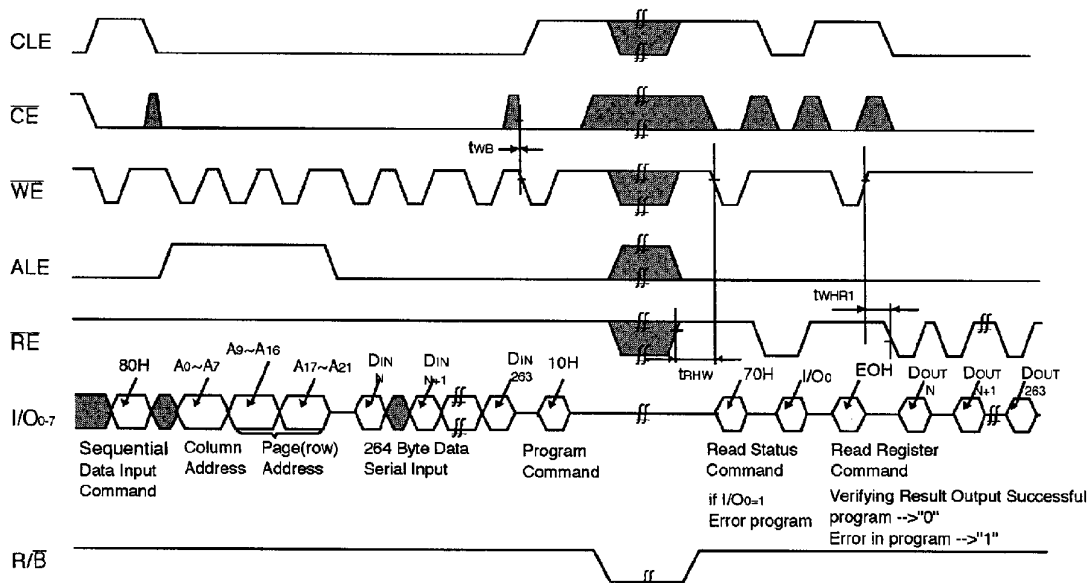 CLE
CE
tWB
WE
ALE
tWHR1
RE
tRHW
80H
A0~A7
A9~A16
A17~A21
DIN
N
DIN
N+1
DIN
263
10H
70H
I/O0
EOH
DOUT
N
DOUT
N+1
DOUT
263
I/O0-7
Sequential
Data Input
Command
Column
Address
Page(row)
Address
264 Byte Data
Serial Input
Program
Command
Read Status
Command
if I/O0=1
Error program
Read Register
Command
Verifying Result Output Successful
program -->"0"
Error in program -->"1"
R/B